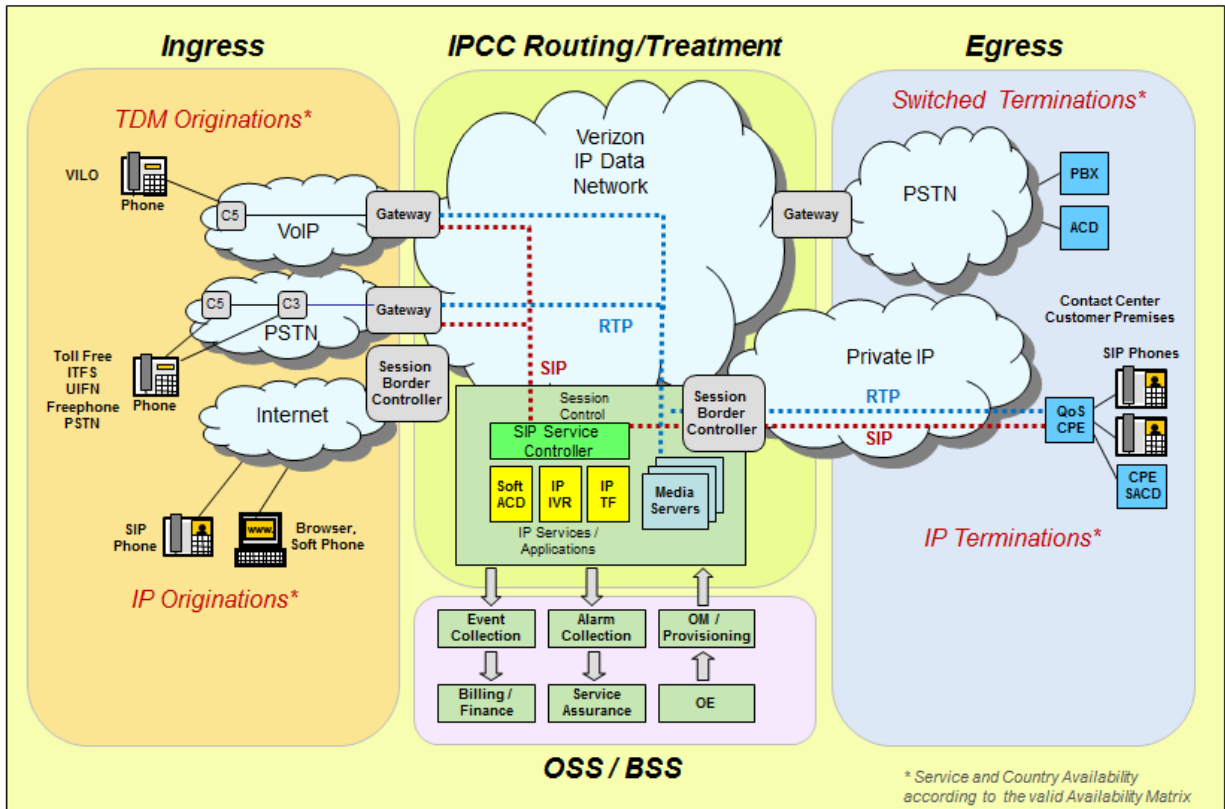 Ingress
IPCC Routing/Treatment
Egress
TDM Originations*
VILO
Phone
C5
VoIP
Gateway
C5
C3
PSTN
Gateway
Toll Free
ITFS
UIFN
Freephone
PSTN
Phone
Session
Border
Controller
Internet
SIP
Phone
www.
Browser,
Soft Phone
IP Originations*
Verizon
IP Data
Network
RTP
SIP
Session
Control
SIP Service
Controller
Soft
ACD
IP
IVR
IP
TF
Media
Servers
IP Services /
Applications
Session
Border
Controller
Gateway
Event
Collection
Alarm
Collection
OM /
Provisioning
Billing /
Finance
Service
Assurance
OE
OSS / BSS
Switched Terminations*
PSTN
PBX
ACD
Contact Center
Customer Premises
Private IP
SIP Phones
RTP
SIP
QoS
CPE
CPE
SACD
IP Terminations*
* Service and Country Availability
according to the valid Availability Matrix